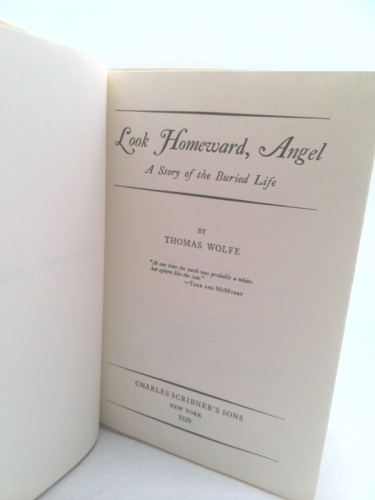 Look Homeward, Angel
A Story of the Buried Life
BY
THOMAS WOLFE
"At one time the earth was probably a white-
hot sphere like the sun."
—TARR AND MCMURRY
CHARLES SCRIBNER'S SONS
NEW YORK
1929